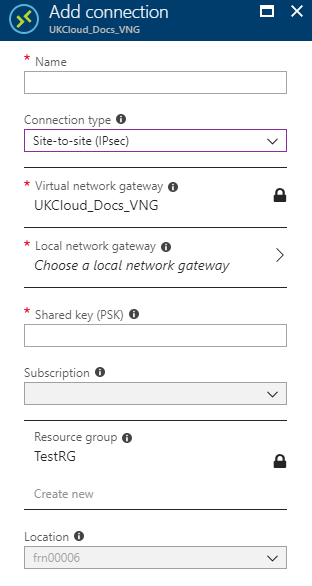 Add connection
UKCloud_Docs_VNG
* Name
Connection type
Site-to-site (IPsec)
* Virtual network gateway
UKCloud_Docs_VNG
* Local network gateway
Choose a local network gateway
* Shared key (PSK)
Subscription
Resource group
TestRG
Create new
Location
frn00006